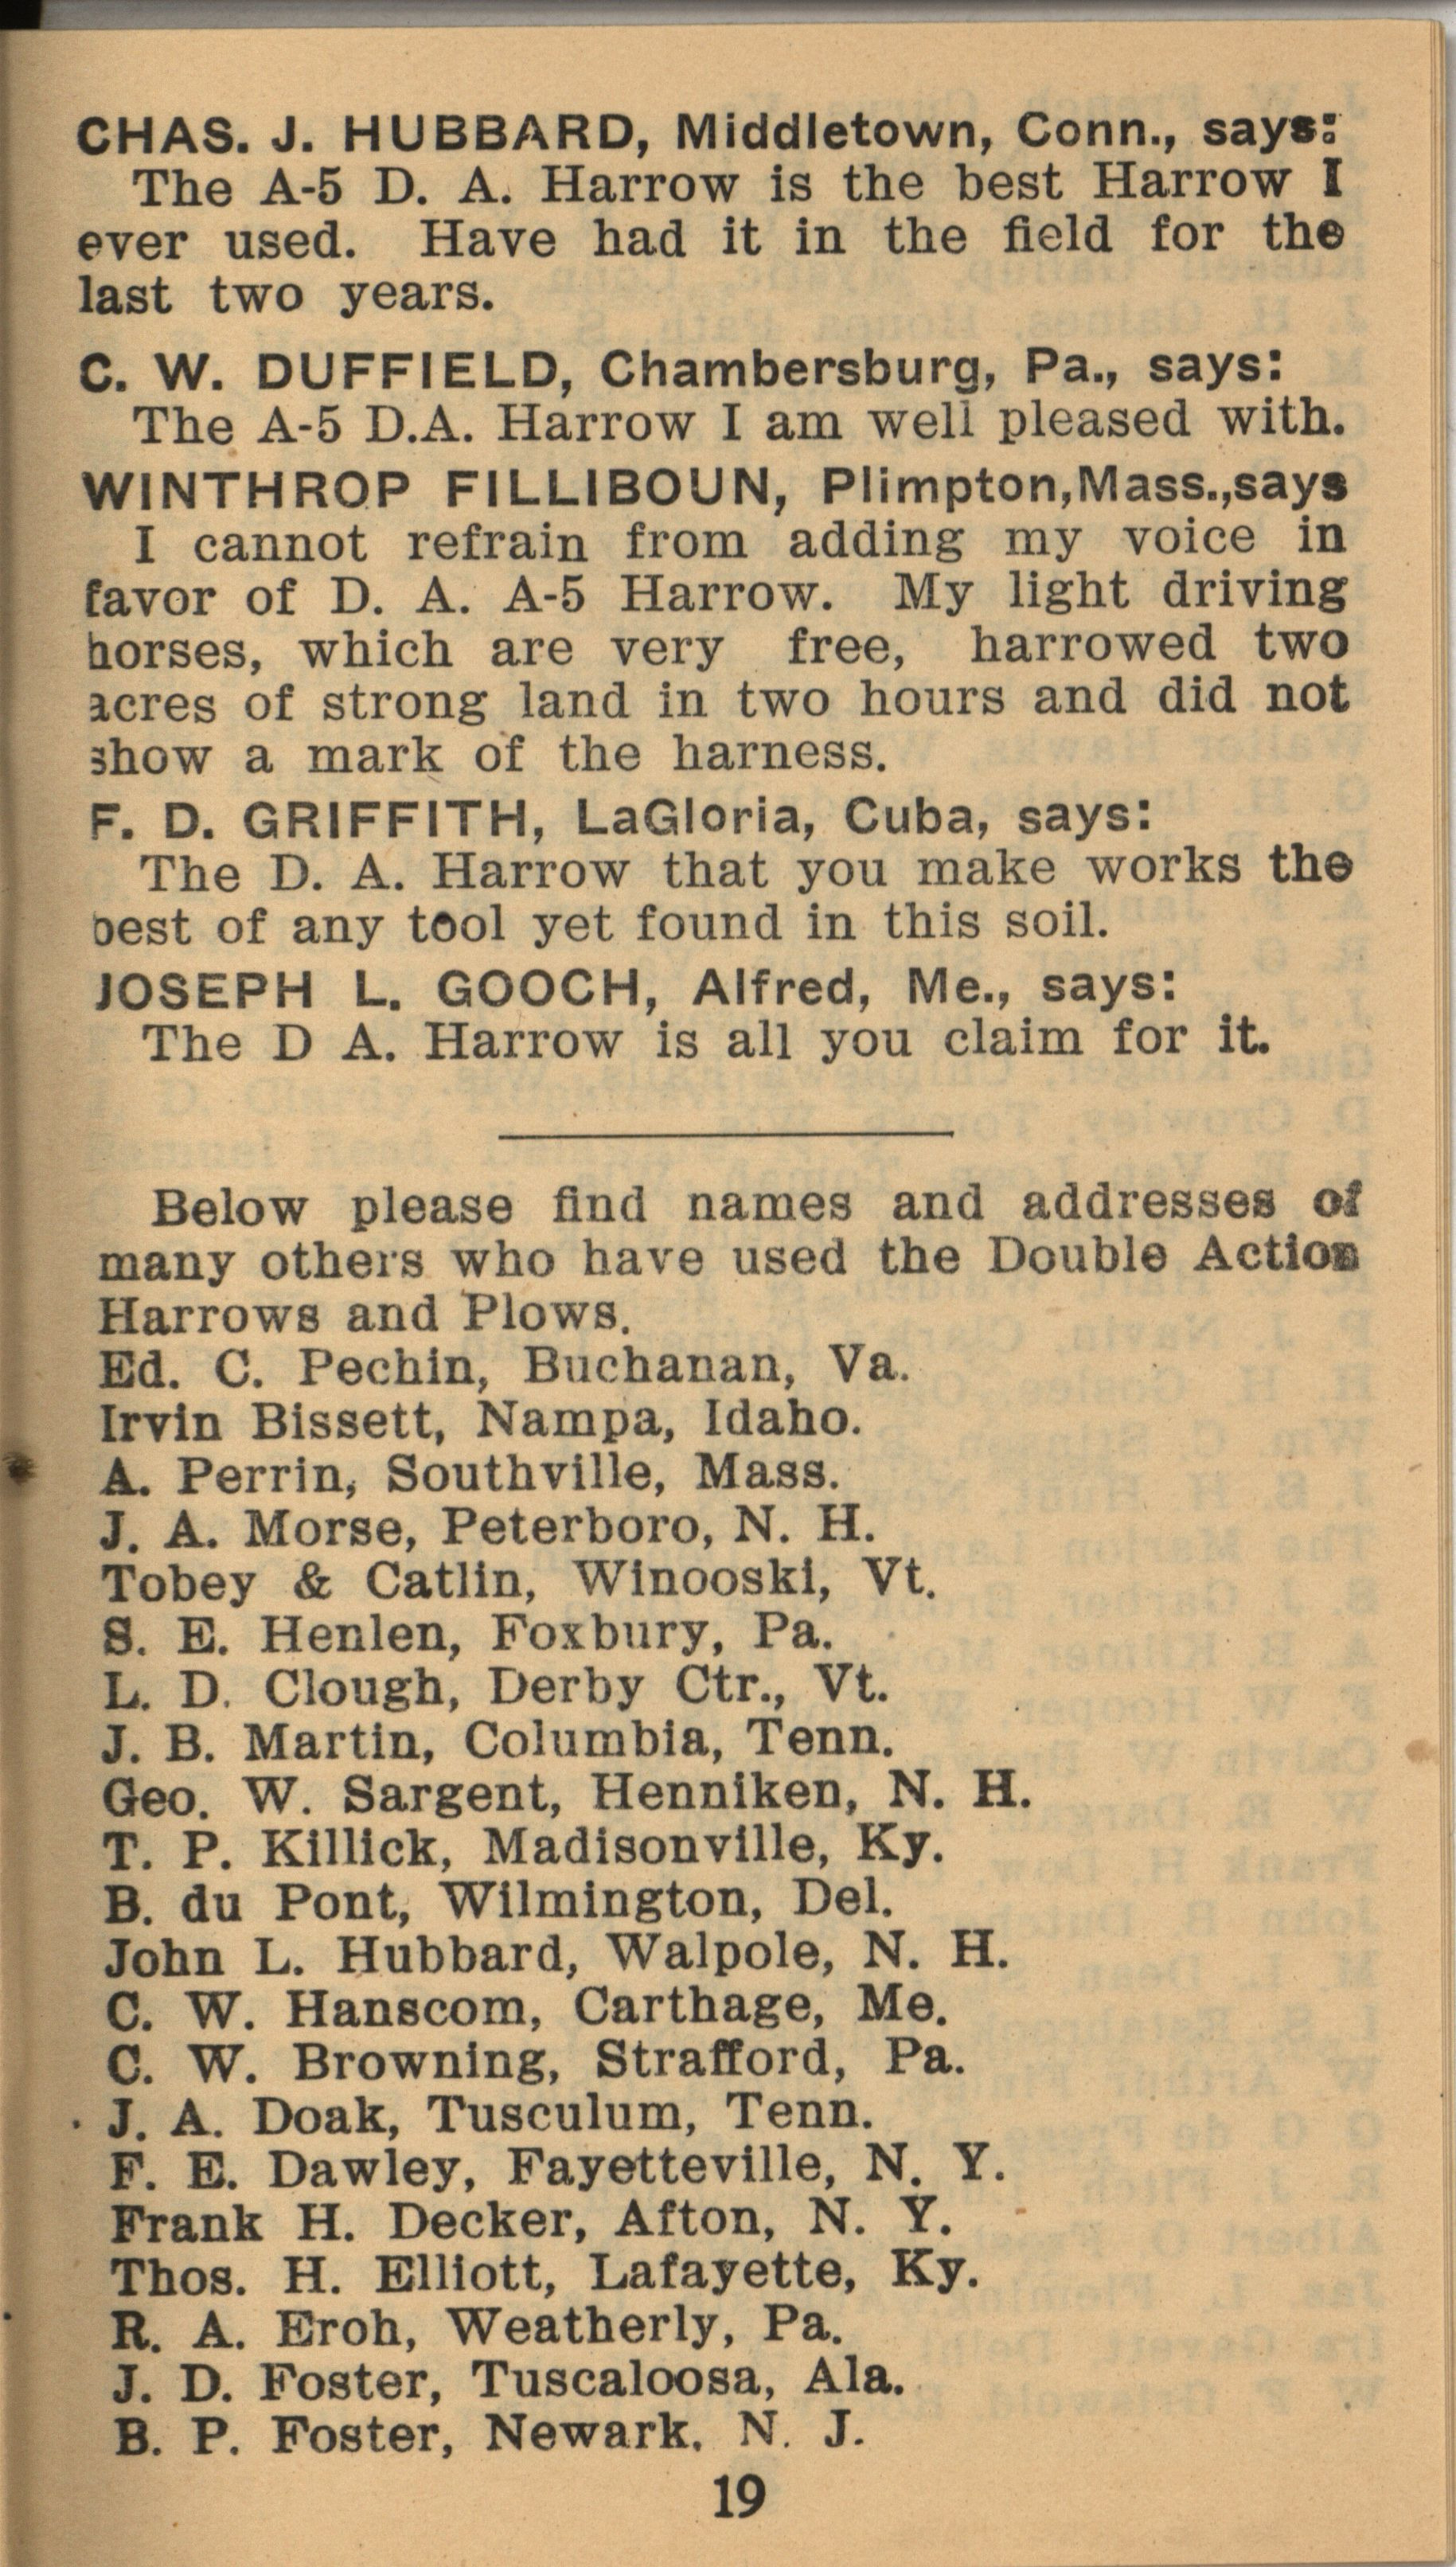 CHAS. J. HUBBARD, Middletown, Conn., says:
The A-5 D. A. Harrow is the best Harrow I
ever used. Have had it in the field for the
last two years.
C. W. DUFFIELD, Chambersburg, Pa., says:
The A-5 D.A. Harrow I am well pleased with.
WINTHROP FILLIBOUN, Plimpton,Mass.,says
I cannot refrain from adding my voice in
favor of D. A. A-5 Harrow. My light driving
horses, which are very free, harrowed two
acres of strong land in two hours and did not
show a mark of the harness.
F. D. GRIFFITH, LaGloria, Cuba, says:
The D. A. Harrow that you make works the
best of any tool yet found in this soil.
JOSEPH L. GOOCH, Alfred, Me., says:
The D A. Harrow is all you claim for it.
Below please find names and addresses of
many others who have used the Double Action
Harrows and Plows.
Ed. C. Pechin, Buchanan, Va.
Irvin Bissett, Nampa, Idaho.
A. Perrin, Southville, Mass.
J. A. Morse, Peterboro, N. H.
Tobey & Catlin, Winooski, Vt.
S. E. Henlen, Foxbury, Pa.
L. D. Clough, Derby Ctr., Vt.
J. B. Martin, Columbia, Tenn.
Geo. W. Sargent, Henniken, N. H.
T. P. Killick, Madisonville, Ky.
B. du Pont, Wilmington, Del.
John L. Hubbard, Walpole, N. H.
C. W. Hanscom, Carthage, Me.
C. W. Browning, Strafford, Pa.
J. A. Doak, Tusculum, Tenn.
F. E. Dawley, Fayetteville, N. Y.
Frank H. Decker, Afton, N. Y.
Thos. H. Elliott, Lafayette, Ky.
R. A. Eroh, Weatherly, Pa.
J. D. Foster, Tuscaloosa, Ala.
B. P. Foster, Newark. N. J.
19